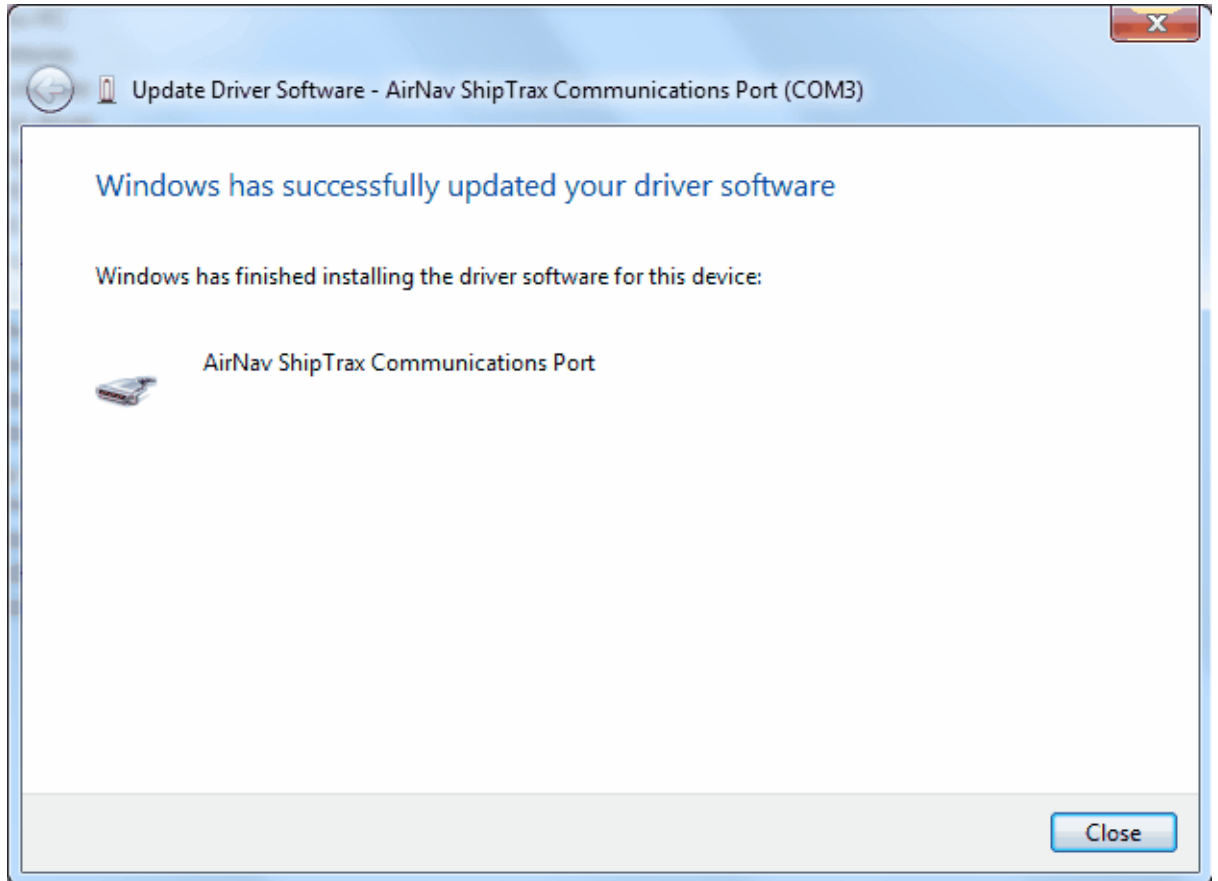 Update Driver Software - AirNav ShipTrax Communications Port (COM3)
Windows has successfully updated your driver software
Windows has finished installing the driver software for this device:
AirNav ShipTrax Communications Port
Close